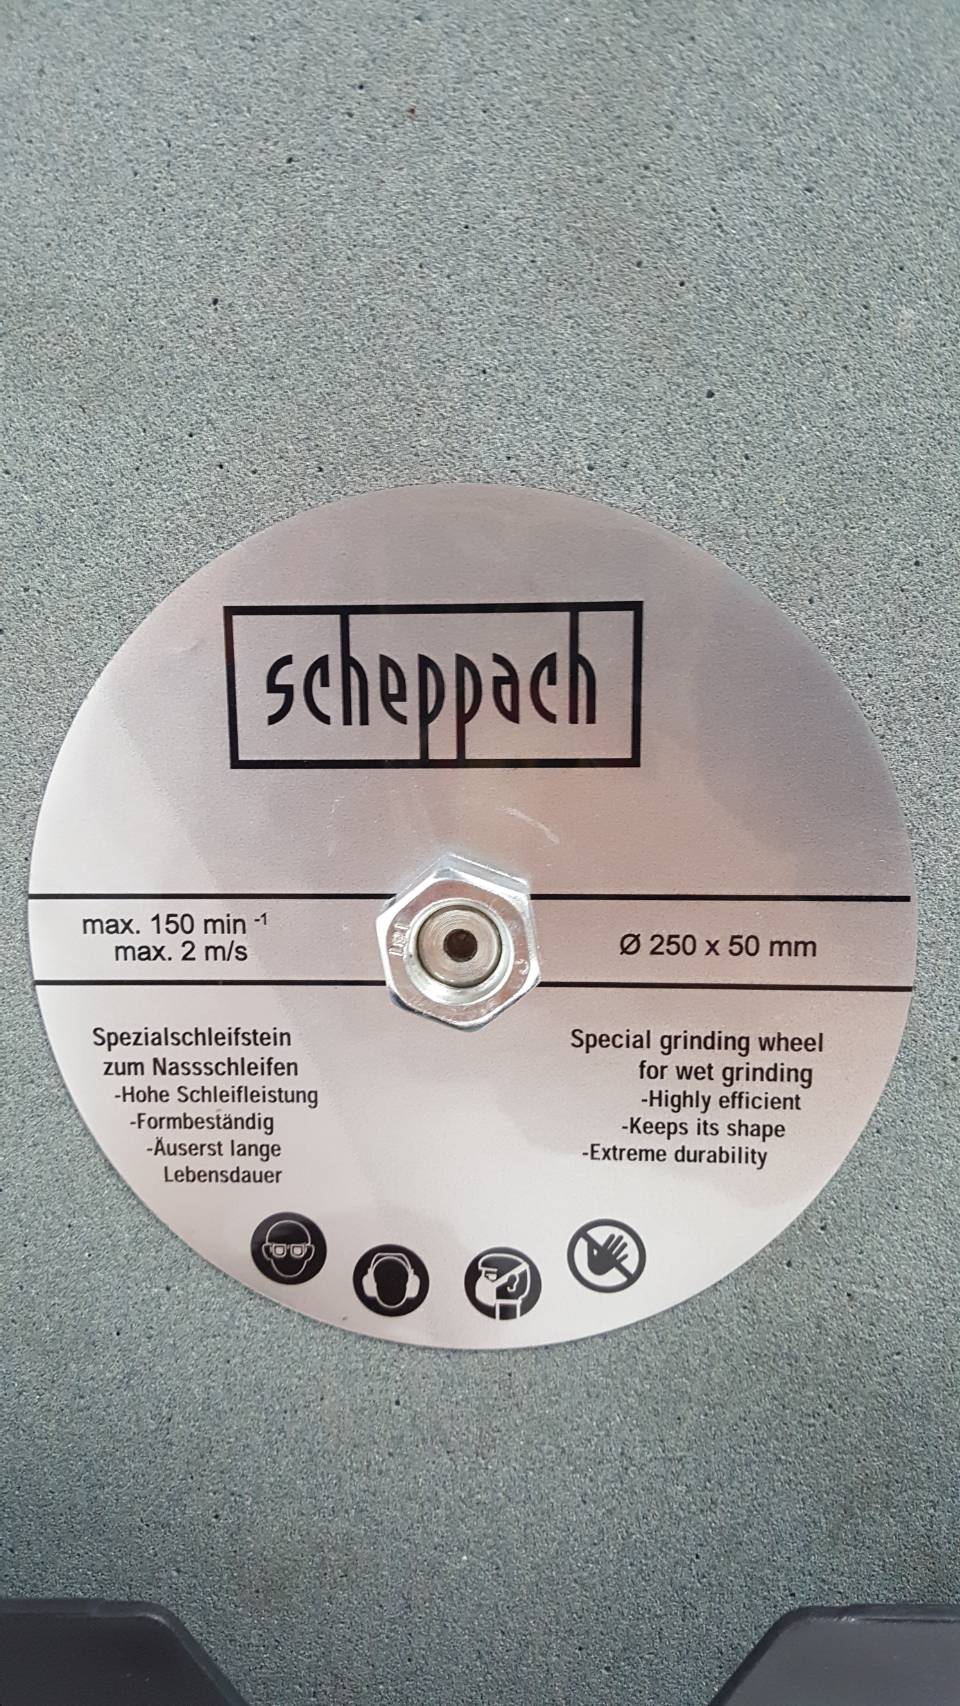 scheppach
max. 150 min -1
max. 2 m/s
Ø 250 x 50 mm
Spezialschleifstein
zum Nassschleifen
-Hohe Schleifleistung
-Formbeständig
-Äuserst lange
Lebensdauer
Special grinding wheel
for wet grinding
-Highly efficient
-Keeps its shape
-Extreme durability